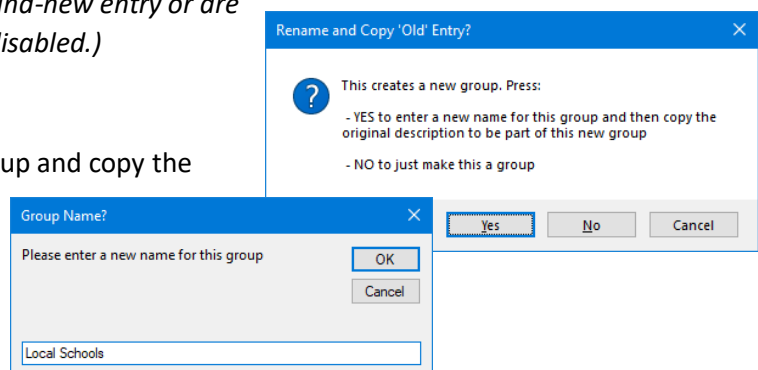 nd-new entry or are
disabled.)
up and copy the
Rename and Copy 'Old' Entry?
This creates a new group. Press:
- YES to enter a new name for this group and then copy the
original description to be part of this new group
- NO to just make this a group
Yes No Cancel
Group Name?
Please enter a new name for this group
OK
Cancel
Local Schools